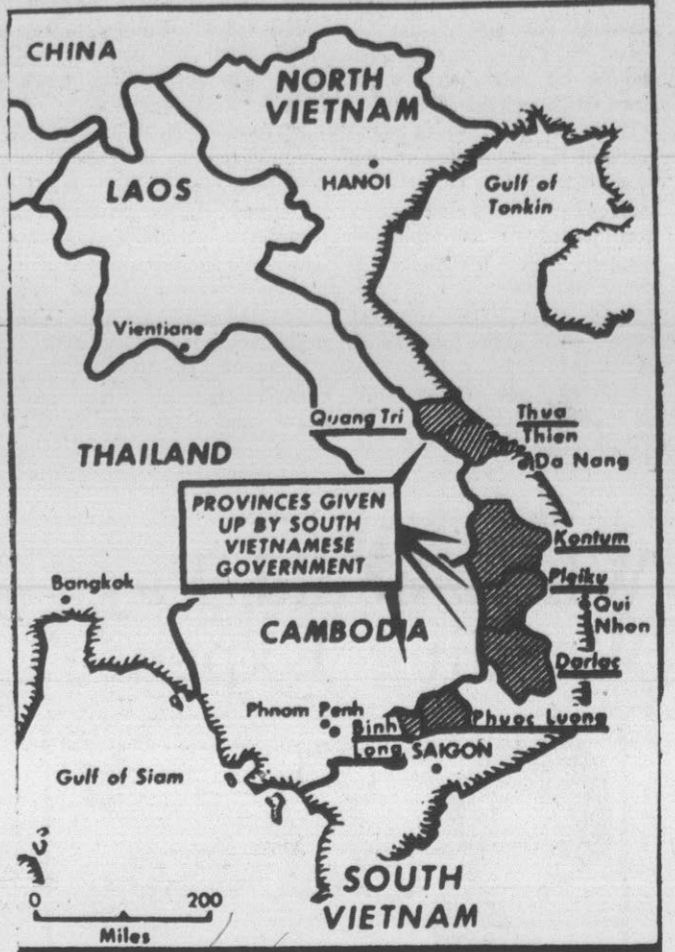 CHINA
NORTH
VIETNAM
HANOI
Gulf of
Tonkin
LAOS
Vientiane
Quang Tri
Thua
Thien
Da Nang
THAILAND
PROVINCES GIVEN
UP BY SOUTH
VIETNAMESE
GOVERNMENT
Kontum
Pleiku
Qui
Nhon
Bangkok
CAMBODIA
Darlac
Phnom Penh
Binh
Long
Phuoc Luong
SAIGON
Gulf of Siam
SOUTH
VIETNAM
0 200
Miles